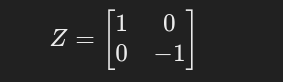 Z = [1 0
0 −1]